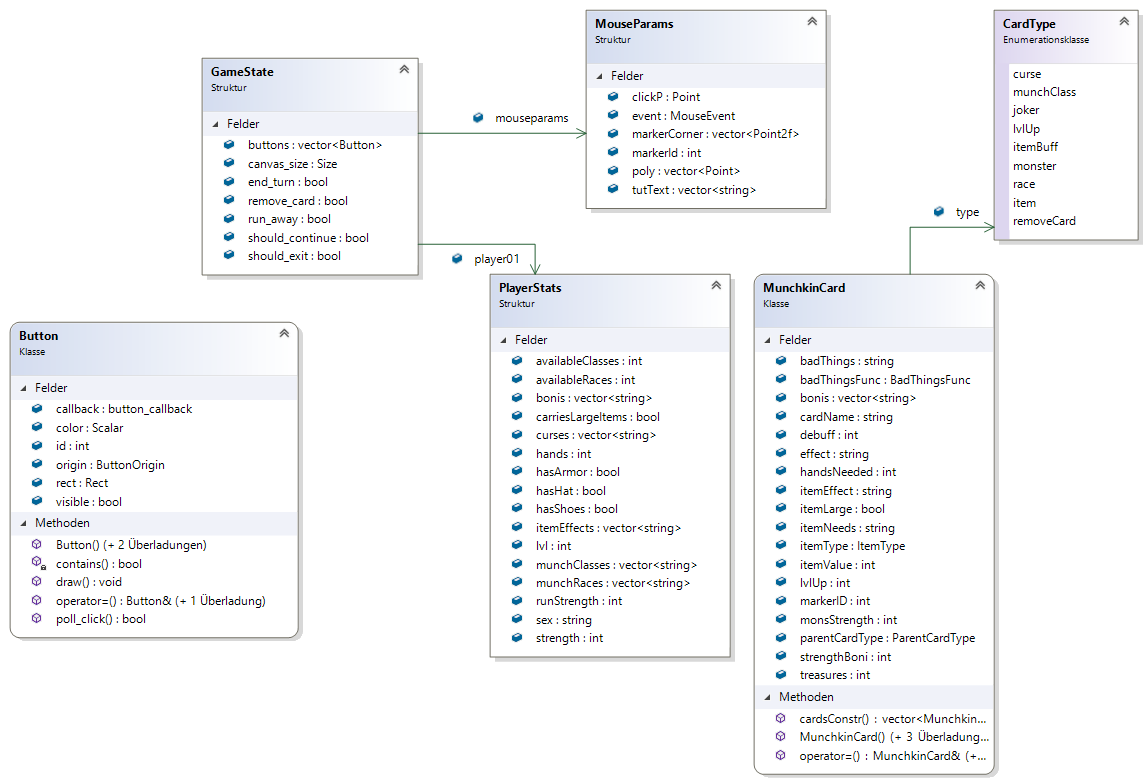 GameState
Struktur
Felder
buttons : vector<Button>
canvas_size : Size
end_turn : bool
remove_card : bool
run_away : bool
should_continue : bool
should_exit : bool
mouseparams
player01
MouseParams
Struktur
Felder
clickP : Point
event : MouseEvent
markerCorner : vector<Point2f>
markerId : int
poly : vector<Point>
tutText : vector<string>
CardType
Enumerationsklasse
curse
munchClass
joker
lvlUp
itemBuff
monster
race
item
removeCard
type
Button
Klasse
Felder
callback : button_callback
color : Scalar
id : int
origin : ButtonOrigin
rect : Rect
visible : bool
Methoden
Button() (+ 2 Überladungen)
contains() : bool
draw() : void
operator=() : Button& (+ 1 Überladung)
poll_click() : bool
PlayerStats
Struktur
Felder
availableClasses : int
availableRaces : int
bonis : vector<string>
carriesLargeItems : bool
curses : vector<string>
hands : int
hasArmor : bool
hasHat : bool
hasShoes : bool
itemEffects : vector<string>
lvl : int
munchClasses : vector<string>
munchRaces : vector<string>
runStrength : int
sex : string
strength : int
MunchkinCard
Klasse
Felder
badThings : string
badThingsFunc : BadThingsFunc
bonis : vector<string>
cardName : string
debuff : int
effect : string
handsNeeded : int
itemEffect : string
itemLarge : bool
itemNeeds : string
itemType : ItemType
itemValue : int
lvlUp : int
markerID : int
monsStrength : int
parentCardType : ParentCardType
strengthBoni : int
treasures : int
Methoden
cardsConstr() : vector<Munchkin...
MunchkinCard() (+ 3 Überladung...
operator=() : MunchkinCard& (+...